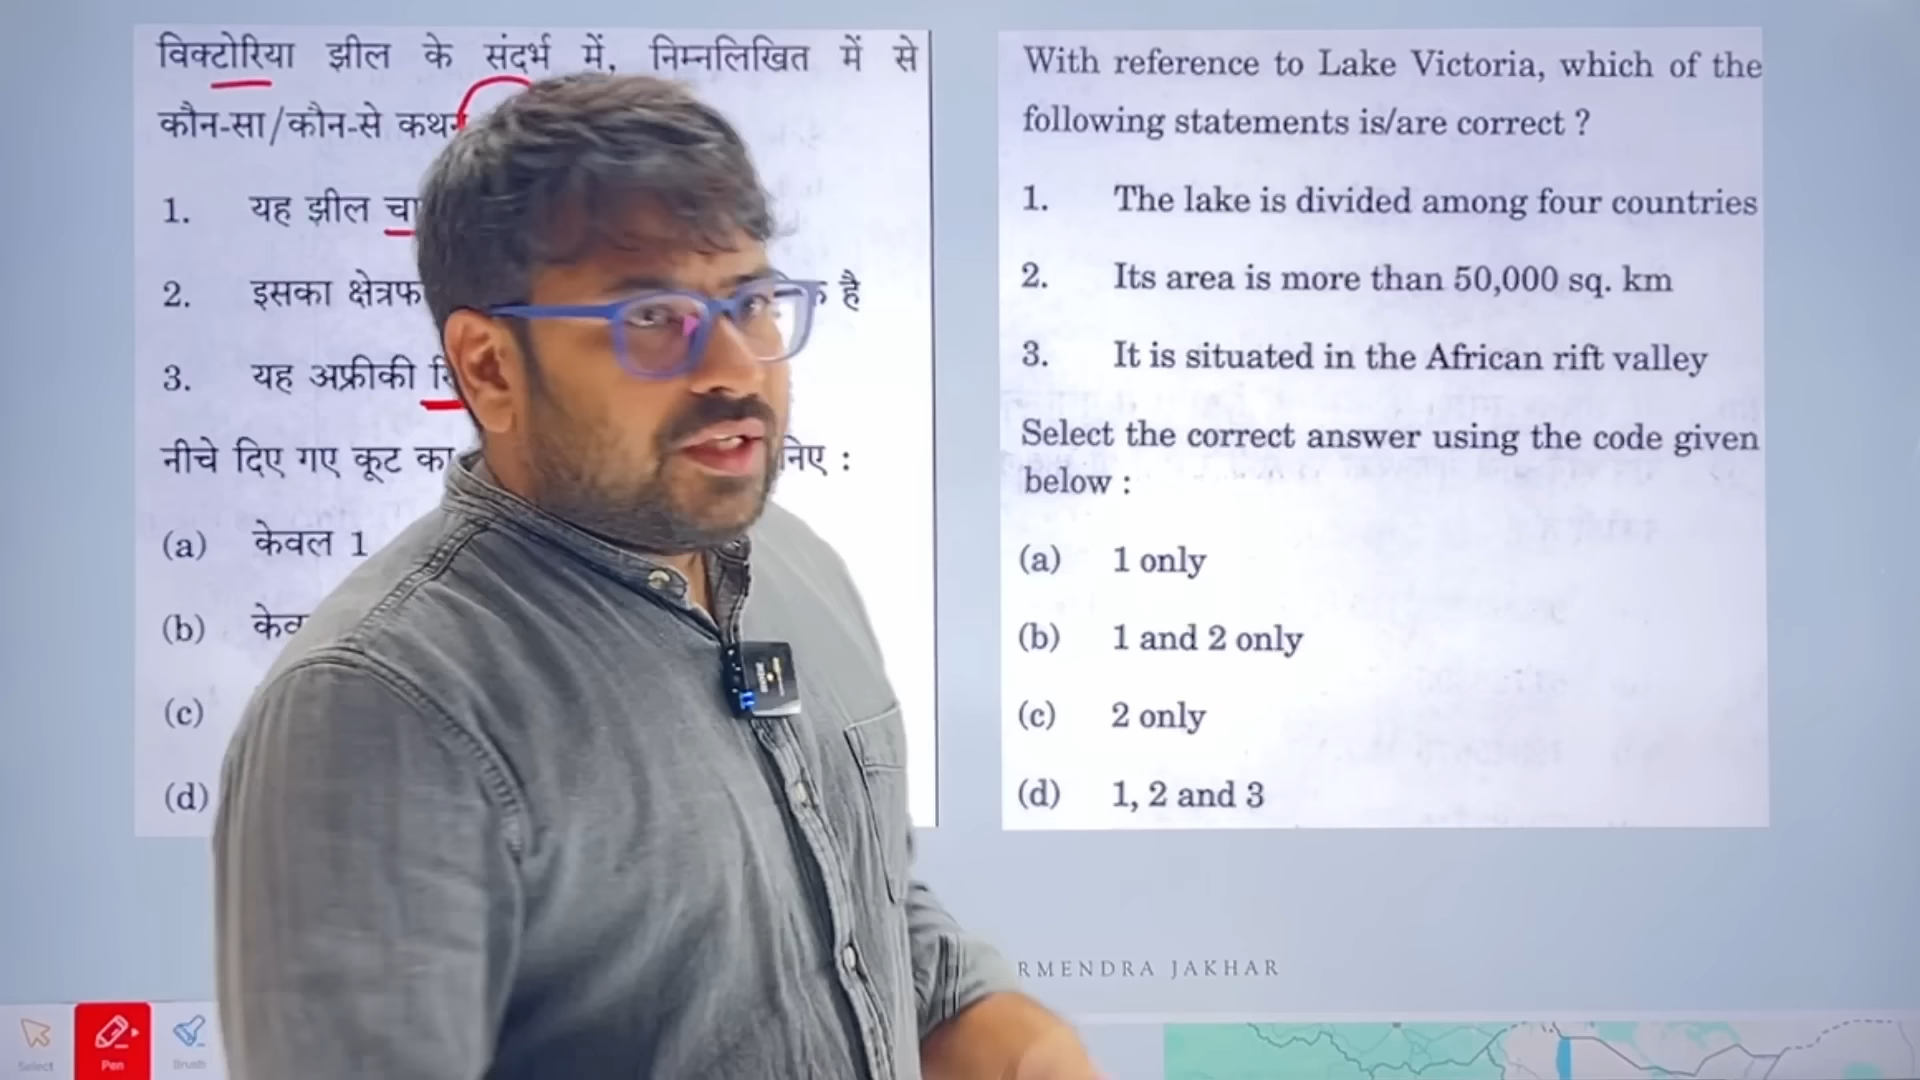 विक्टोरिया झील के संदर्भ में, निम्नलिखित में से
कौन-सा/कौन-से
1. यह झील
2. इसका है
3. यह अफ्रीकी
नीचे दिए गए कूट का :
(a) केवल 1
(b)
(c)
(d)
With reference to Lake Victoria, which of the
following statements is/are correct ?
1. The lake is divided among four countries
2. Its area is more than 50,000 sq. km
3. It is situated in the African rift valley
Select the correct answer using the code given
below :
(a) 1 only
(b) 1 and 2 only
(c) 2 only
(d) 1, 2 and 3
RMENDRA JAKHAR
Select Pen Brush